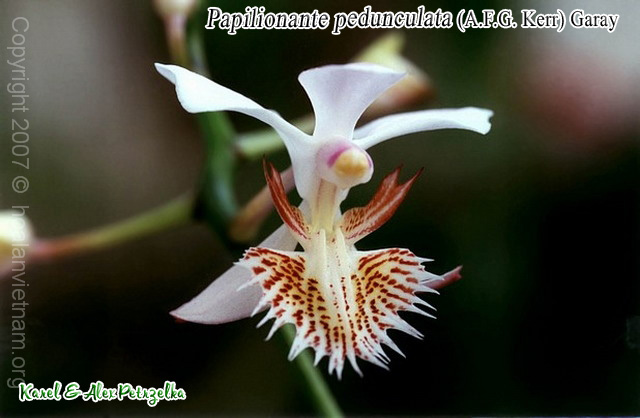 Papilionante pedunculata (A.F.G. Kerr) Garay
Copyright 2007 © hoalanvietnam.org
Karel & Alex Petrzelka